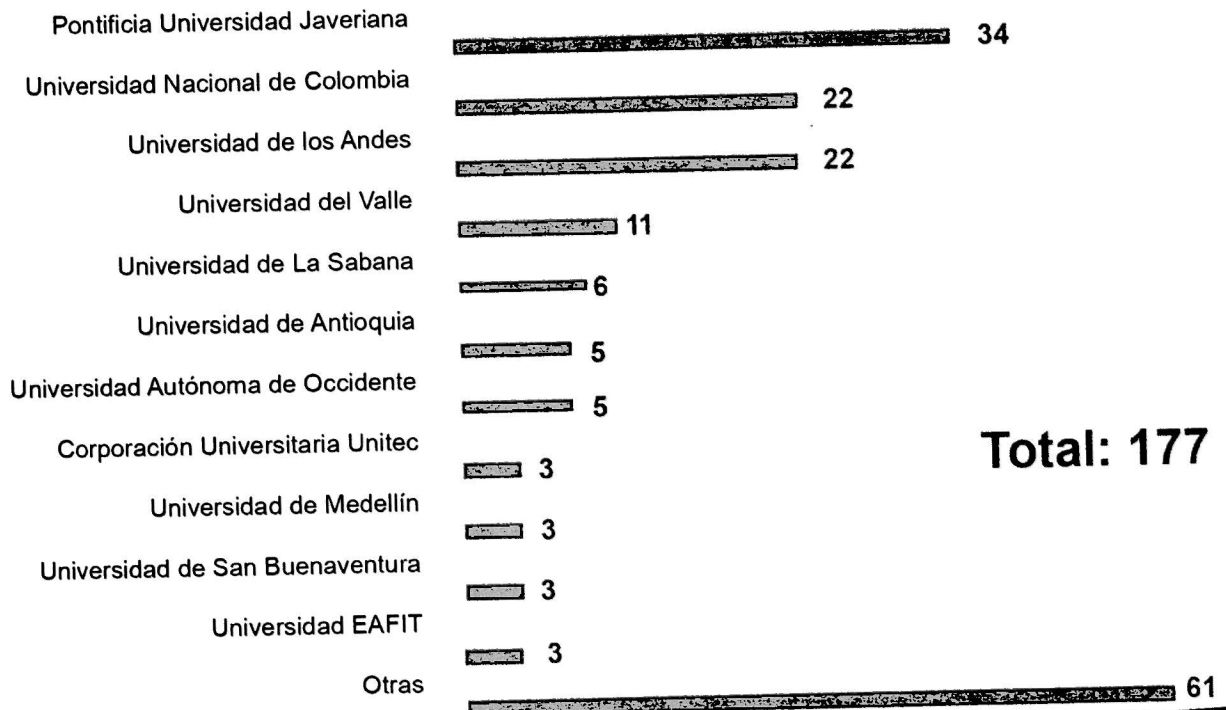 Pontificia Universidad Javeriana 34
Universidad Nacional de Colombia 22
Universidad de los Andes 22
Universidad del Valle 11
Universidad de La Sabana 6
Universidad de Antioquia 5
Universidad Autónoma de Occidente 5
Corporación Universitaria Unitec 3
Total: 177
Universidad de Medellín 3
Universidad de San Buenaventura 3
Universidad EAFIT 3
Otras 61